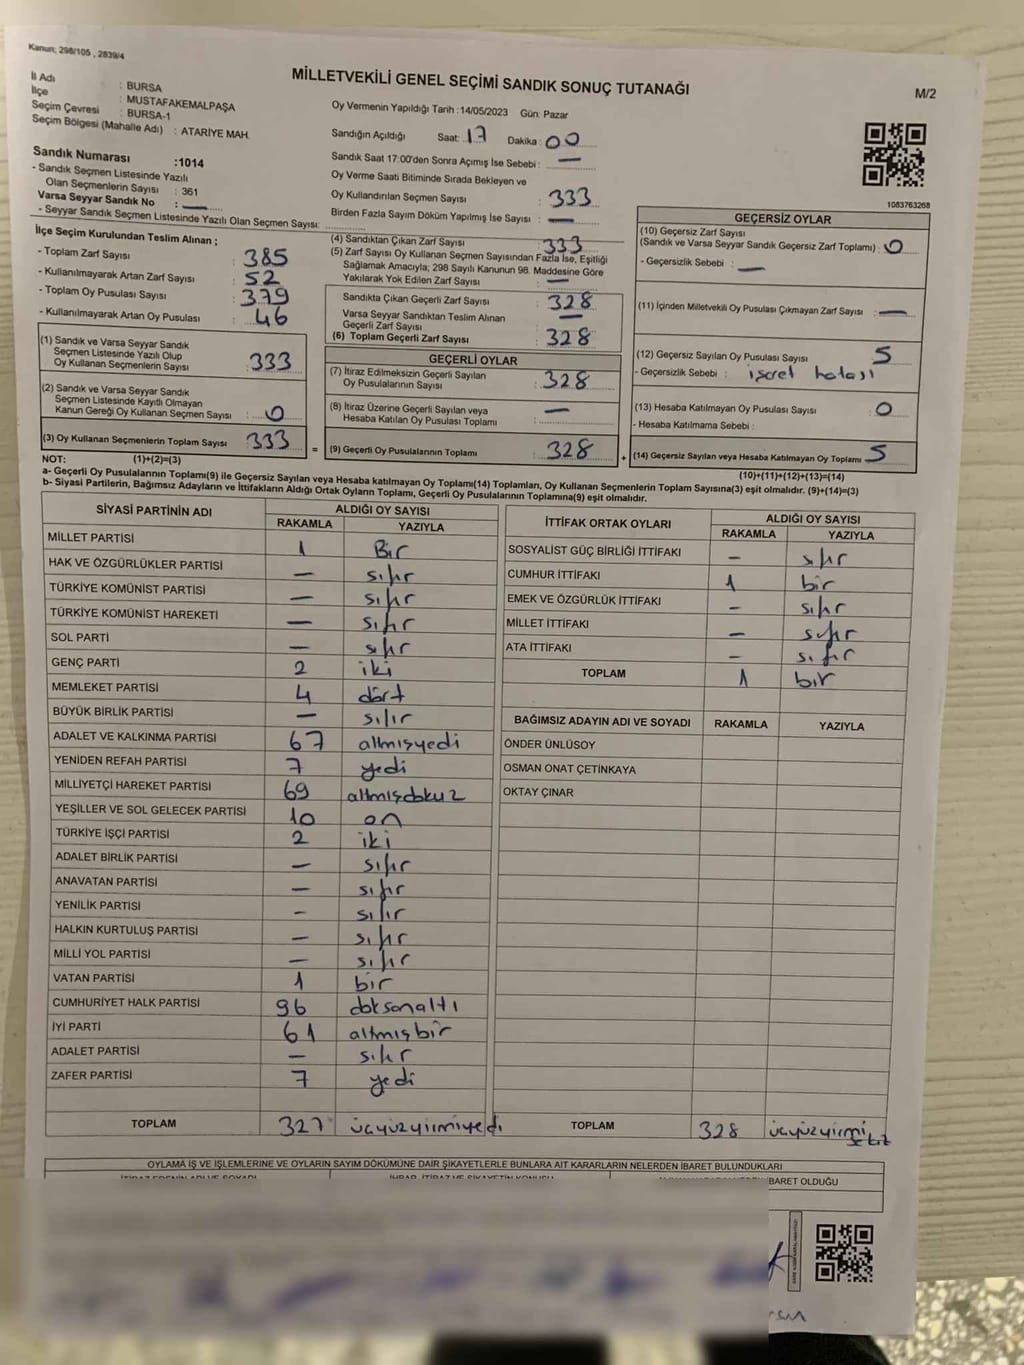 Kanun; 298/105 , 2839/4
MİLLETVEKİLİ GENEL SEÇİMİ SANDIK SONUÇ TUTANAĞI
M/2
İl Adı : BURSA
İlçe : MUSTAFAKEMALPAŞA
Seçim Çevresi : BURSA-1
Seçim Bölgesi (Mahalle Adı) : ATARİYE MAH.
Sandık Numarası :1014
- Sandık Seçmen Listesinde Yazılı
Olan Seçmenlerin Sayısı : 361
Varsa Seyyar Sandık No : —
- Seyyar Sandık Seçmen Listesinde Yazılı Olan Seçmen Sayısı:
Oy Vermenin Yapıldığı Tarih :14/05/2023 Gün: Pazar
Sandığın Açıldığı Saat: 17 Dakika: 00
Sandık Saat 17:00'den Sonra Açımış İse Sebebi : —
Oy Verme Saati Bitiminde Sırada Bekleyen ve
Oy Kullandırılan Seçmen Sayısı : 333
Birden Fazla Sayım Döküm Yapılmış İse Sayısı : —
1083763268
İlçe Seçim Kurulundan Teslim Alınan ;
- Toplam Zarf Sayısı : 385
- Kullanılmayarak Artan Zarf Sayısı : 52
- Toplam Oy Pusulası Sayısı : 379
- Kullanılmayarak Artan Oy Pusulası : 46
(1) Sandık ve Varsa Seyyar Sandık
Seçmen Listesinde Yazılı Olup
Oy Kullanan Seçmenlerin Sayısı : 333
(2) Sandık ve Varsa Seyyar Sandık
Seçmen Listesinde Kayıtlı Olmayan
Kanun Gereği Oy Kullanan Seçmen Sayısı : 0
(3) Oy Kullanan Seçmenlerin Toplam Sayısı : 333
(4) Sandıktan Çıkan Zarf Sayısı : 333
(5) Zarf Sayısı Oy Kullanan Seçmen Sayısından Fazla İse, Eşitliği
Sağlamak Amacıyla; 298 Sayılı Kanunun 98. Maddesine Göre
Yakılarak Yok Edilen Zarf Sayısı : —
Sandıkta Çıkan Geçerli Zarf Sayısı : 328
Varsa Seyyar Sandıktan Teslim Alınan
Geçerli Zarf Sayısı : —
(6) Toplam Geçerli Zarf Sayısı : 328
GEÇERLİ OYLAR
(7) İtiraz Edilmeksizin Geçerli Sayılan
Oy Pusulalarının Sayısı : 328
(8) İtiraz Üzerine Geçerli Sayılan veya
Hesaba Katılan Oy Pusulası Toplamı : —
= (9) Geçerli Oy Pusulalarının Toplamı : 328
GEÇERSİZ OYLAR
(10) Geçersiz Zarf Sayısı
(Sandık ve Varsa Seyyar Sandık Geçersiz Zarf Toplamı) : 0
- Geçersizlik Sebebi : —
(11) İçinden Milletvekili Oy Pusulası Çıkmayan Zarf Sayısı : —
(12) Geçersiz Sayılan Oy Pusulası Sayısı : 5
- Geçersizlik Sebebi : işaret hatası
(13) Hesaba Katılmayan Oy Pusulası Sayısı : 0
- Hesaba Katılmama Sebebi :
+ (14) Geçersiz Sayılan veya Hesaba Katılmayan Oy Toplamı 5
NOT: (1)+(2)=(3) (10)+(11)+(12)+(13)=(14)
a- Geçerli Oy Pusulalarının Toplamı(9) ile Geçersiz Sayılan veya Hesaba katılmayan Oy Toplamı(14) Toplamları, Oy Kullanan Seçmenlerin Toplam Sayısına(3) eşit olmalıdır. (9)+(14)=(3)
b- Siyasi Partilerin, Bağımsız Adayların ve İttifakların Aldığı Ortak Oyların Toplamı, Geçerli Oy Pusulalarının Toplamına(9) eşit olmalıdır.
SİYASİ PARTİNİN ADI ALDIĞI OY SAYISI
RAKAMLA YAZIYLA
MİLLET PARTİSİ 1 Bir
HAK VE ÖZGÜRLÜKLER PARTİSİ — sıfır
TÜRKİYE KOMÜNİST PARTİSİ — sıfır
TÜRKİYE KOMÜNİST HAREKETİ — sıfır
SOL PARTİ — sıfır
GENÇ PARTİ 2 iki
MEMLEKET PARTİSİ 4 dört
BÜYÜK BİRLİK PARTİSİ — sıfır
ADALET VE KALKINMA PARTİSİ 67 altmışyedi
YENİDEN REFAH PARTİSİ 7 yedi
MİLLİYETÇİ HAREKET PARTİSİ 69 altmışdokuz
YEŞİLLER VE SOL GELECEK PARTİSİ 10 on
TÜRKİYE İŞÇİ PARTİSİ 2 iki
ADALET BİRLİK PARTİSİ — sıfır
ANAVATAN PARTİSİ — sıfır
YENİLİK PARTİSİ — sıfır
HALKIN KURTULUŞ PARTİSİ — sıfır
MİLLİ YOL PARTİSİ — sıfır
VATAN PARTİSİ 1 bir
CUMHURİYET HALK PARTİSİ 96 doksanaltı
İYİ PARTİ 61 altmışbir
ADALET PARTİSİ — sıfır
ZAFER PARTİSİ 7 yedi
TOPLAM 327 üçyüzyirmiyedi
İTTİFAK ORTAK OYLARI ALDIĞI OY SAYISI
RAKAMLA YAZIYLA
SOSYALİST GÜÇ BİRLİĞİ İTTİFAKI — sıfır
CUMHUR İTTİFAKI 1 bir
EMEK VE ÖZGÜRLÜK İTTİFAKI — sıfır
MİLLET İTTİFAKI — sıfır
ATA İTTİFAKI — sıfır
TOPLAM 1 bir
BAĞIMSIZ ADAYIN ADI VE SOYADI RAKAMLA YAZIYLA
ÖNDER ÜNLÜSOY
OSMAN ONAT ÇETİNKAYA
OKTAY ÇINAR
TOPLAM 328 üçyüzyirmi sekiz
OYLAMA İŞ VE İŞLEMLERİNE VE OYLARIN SAYIM DÖKÜMÜNE DAİR ŞİKAYETLERLE BUNLARA AİT KARARLARIN NELERDEN İBARET BULUNDUKLARI
İBARET OLDUĞU